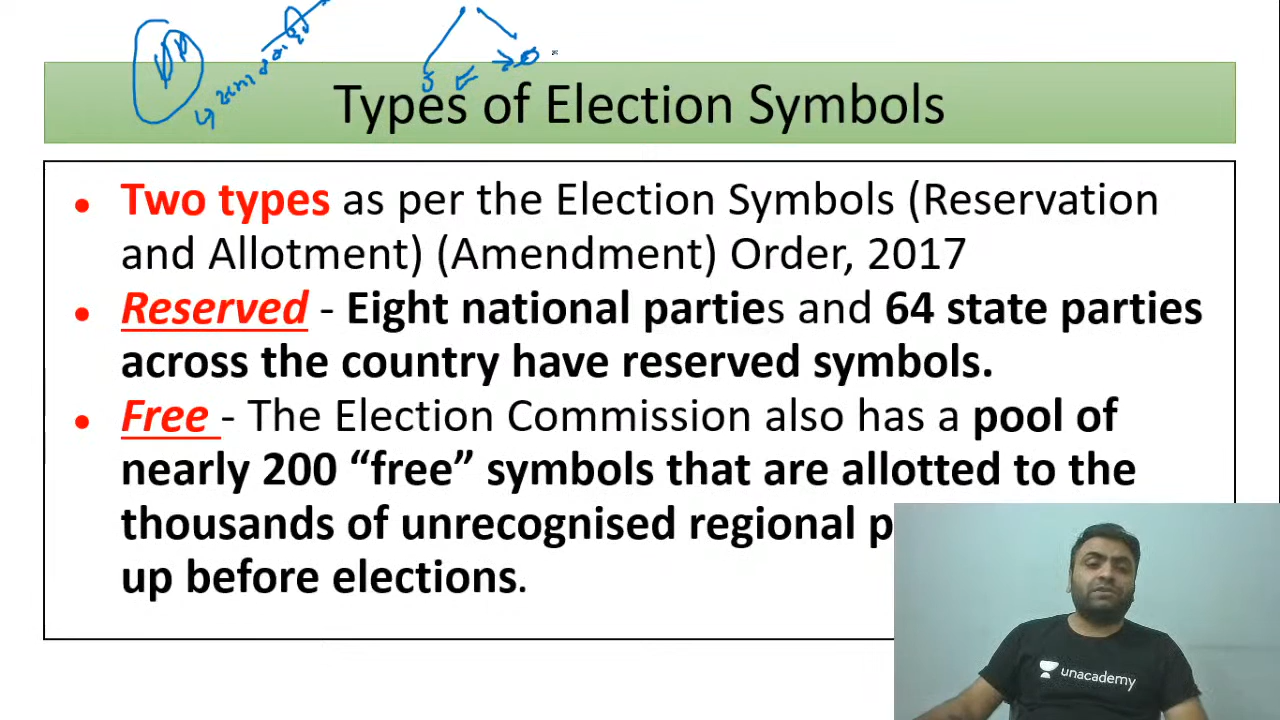 Types of Election Symbols
• Two types as per the Election Symbols (Reservation
and Allotment) (Amendment) Order, 2017
• Reserved - Eight national parties and 64 state parties
across the country have reserved symbols.
• Free - The Election Commission also has a pool of
nearly 200 “free” symbols that are allotted to the
thousands of unrecognised regional
up before elections.
unacademy